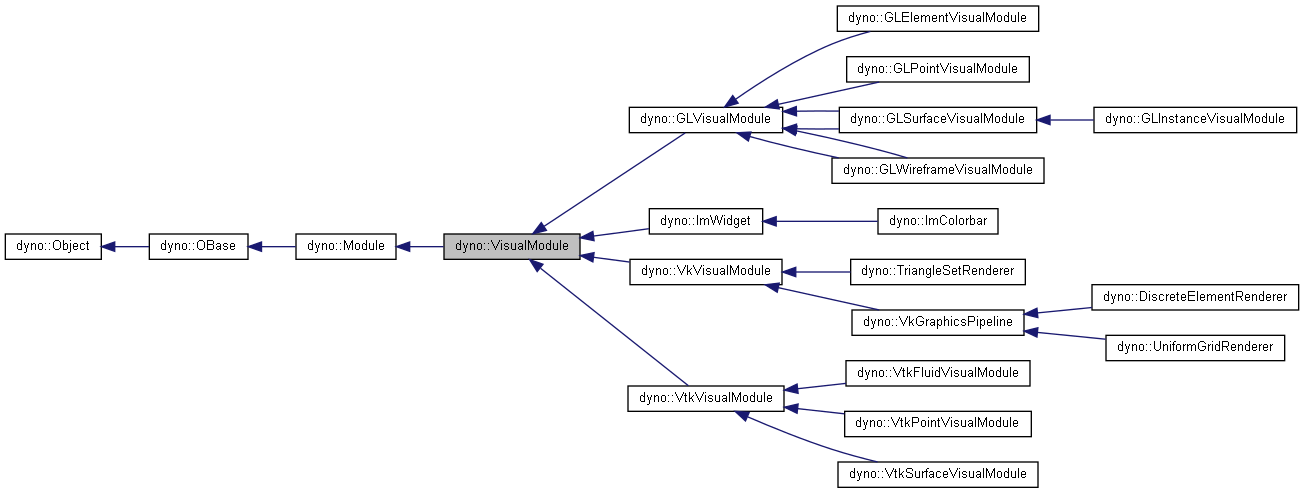 dyno::GLElementVisualModule
dyno::GLPointVisualModule
dyno::GLVisualModule
dyno::GLSurfaceVisualModule
dyno::GLInstanceVisualModule
dyno::GLWireframeVisualModule
dyno::ImWidget
dyno::ImColorbar
dyno::Object
dyno::OBase
dyno::Module
dyno::VisualModule
dyno::VkVisualModule
dyno::TriangleSetRenderer
dyno::DiscreteElementRenderer
dyno::VkGraphicsPipeline
dyno::UniformGridRenderer
dyno::VtkFluidVisualModule
dyno::VtkVisualModule
dyno::VtkPointVisualModule
dyno::VtkSurfaceVisualModule